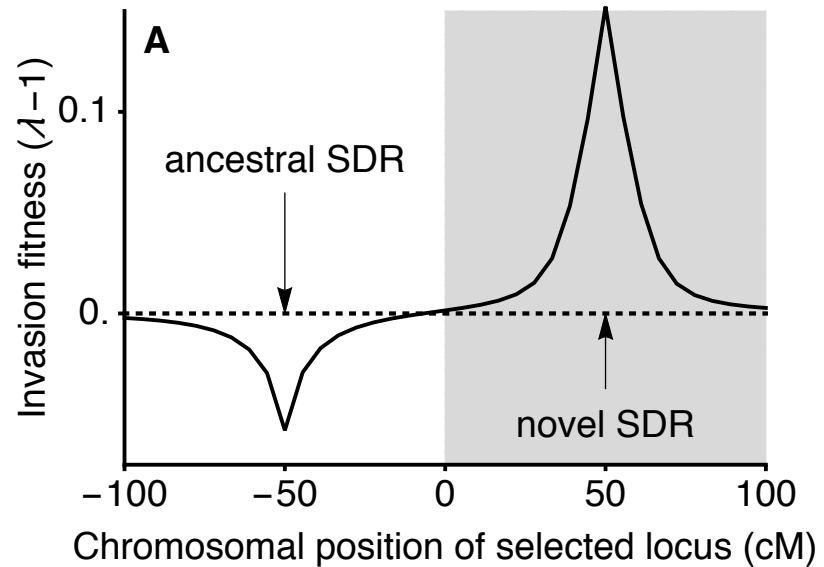 A
Invasion fitness (λ−1)
0.1
ancestral SDR
0.
novel SDR
−100 −50 0 50 100
Chromosomal position of selected locus (cM)